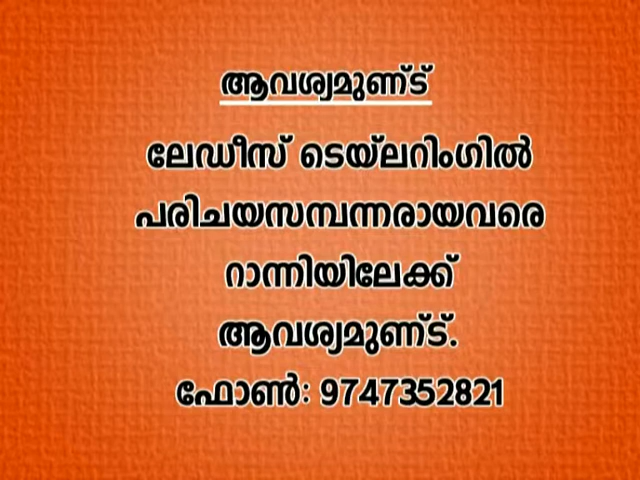 ആവശ്യമുണ്ട്
ലേഡീസ് ടെയ്ലറിംഗിൽ
പരിചയസമ്പന്നരായവരെ
റാന്നിയിലേക്ക്
ആവശ്യമുണ്ട്.
ഫോൺ: 9747352821